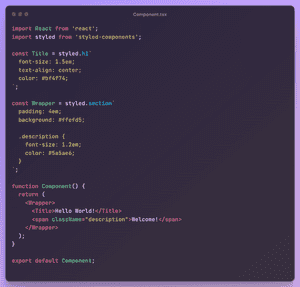 Component.tsx
import React from 'react';
import styled from 'styled-components';
const Title = styled.h1`
font-size: 1.5em;
text-align: center;
color: #bf4f74;
`;
const Wrapper = styled.section`
padding: 4em;
background: #ffefd5;
.description {
font-size: 1.2em;
color: #5a3ae6;
}
`;
function Component() {
return (
<Wrapper>
<Title>Hello World!</Title>
<span className="description">Welcome!</span>
</Wrapper>
);
}
export default Component;